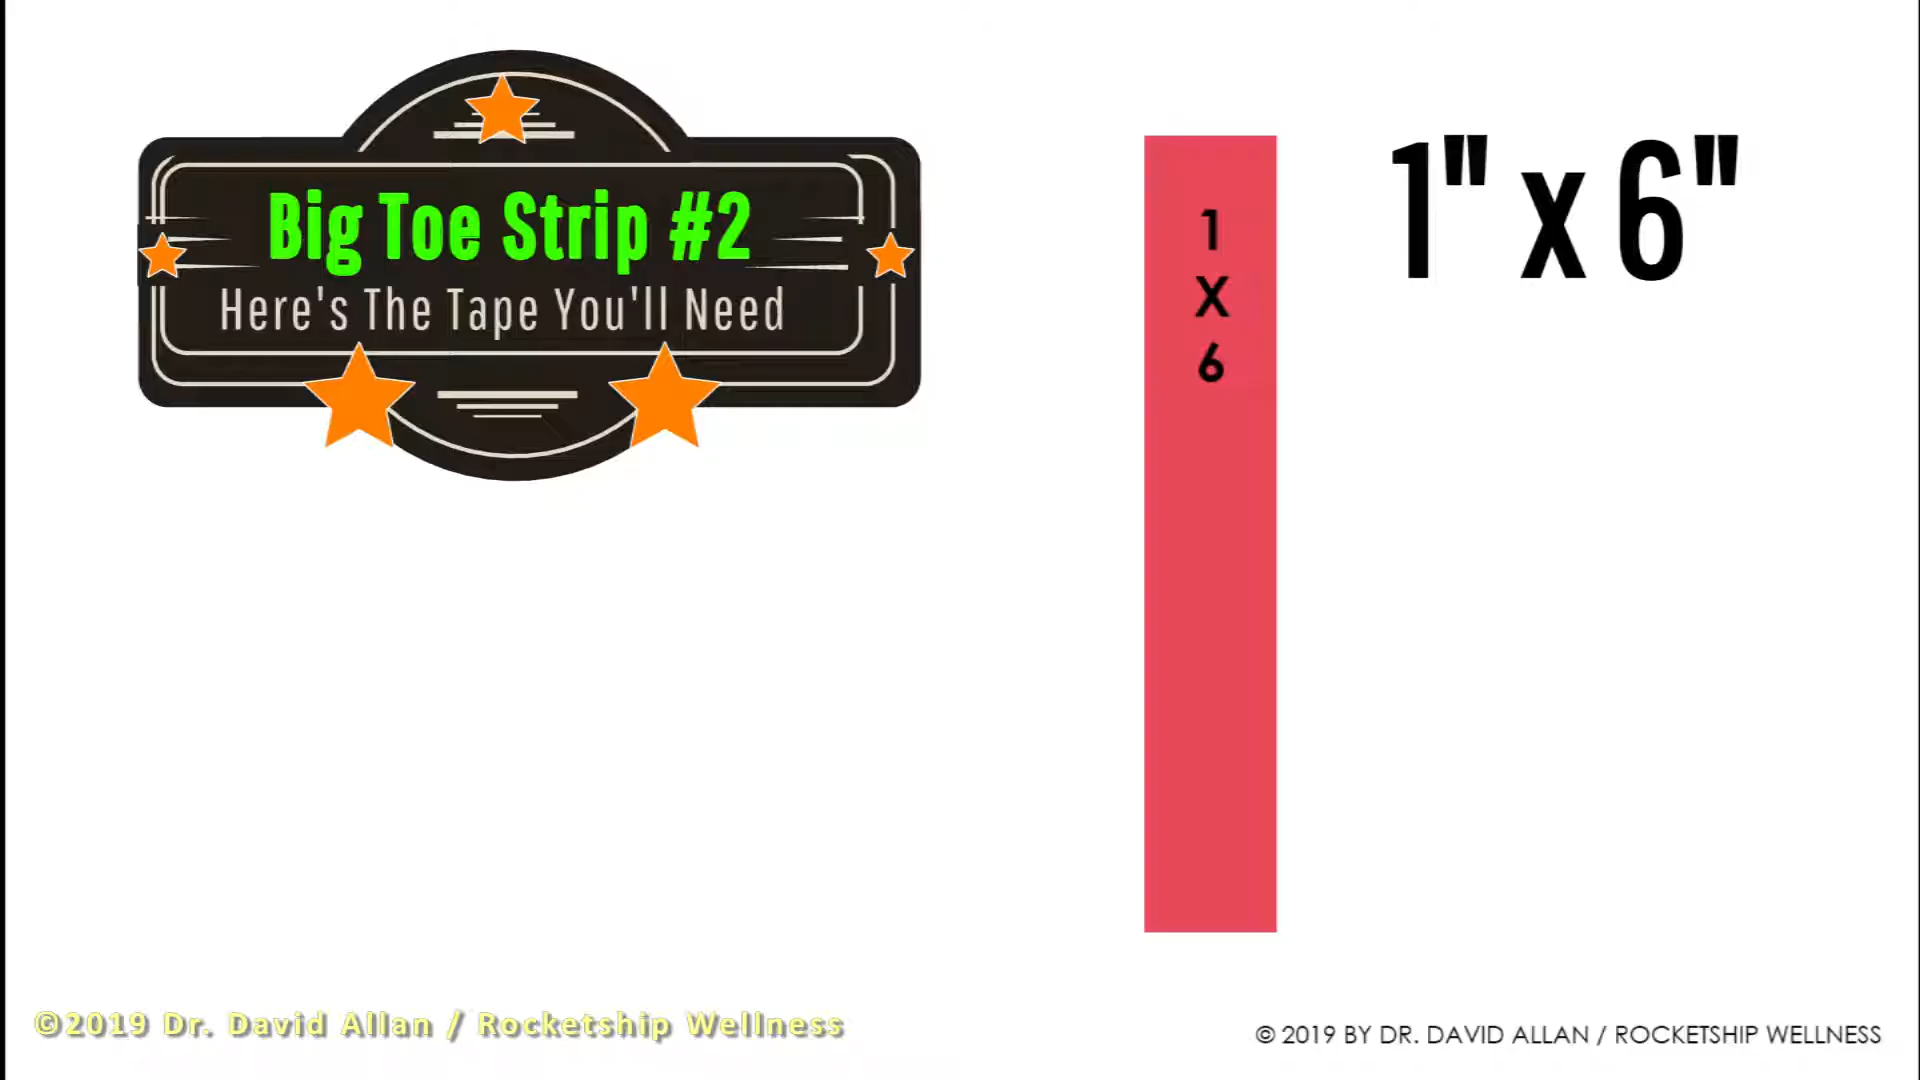 Big Toe Strip #2
Here's The Tape You'll Need
1
X
6
1" x 6"
©2019 Dr. David Allan / Rocketship Wellness
© 2019 BY DR. DAVID ALLAN / ROCKETSHIP WELLNESS